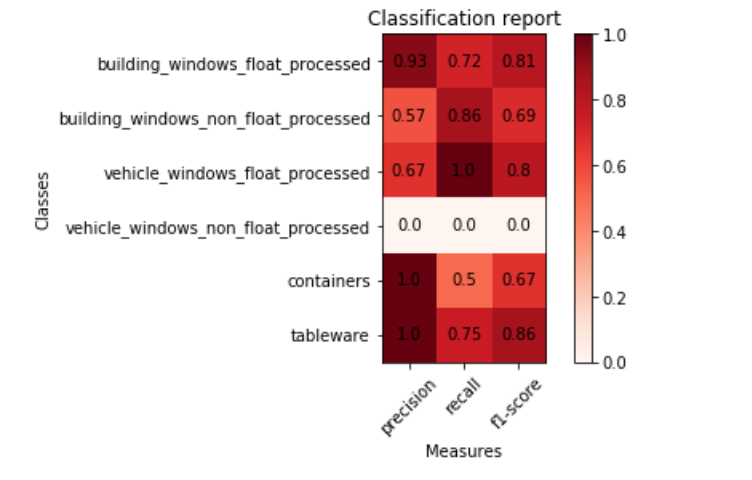 Classification report
building_windows_float_processed 0.93 0.72 0.81
building_windows_non_float_processed 0.57 0.86 0.69
vehicle_windows_float_processed 0.67 1.0 0.8
vehicle_windows_non_float_processed 0.0 0.0 0.0
containers 1.0 0.5 0.67
tableware 1.0 0.75 0.86
Classes
precision recall f1-score
Measures
1.0
0.8
0.6
0.4
0.2
0.0